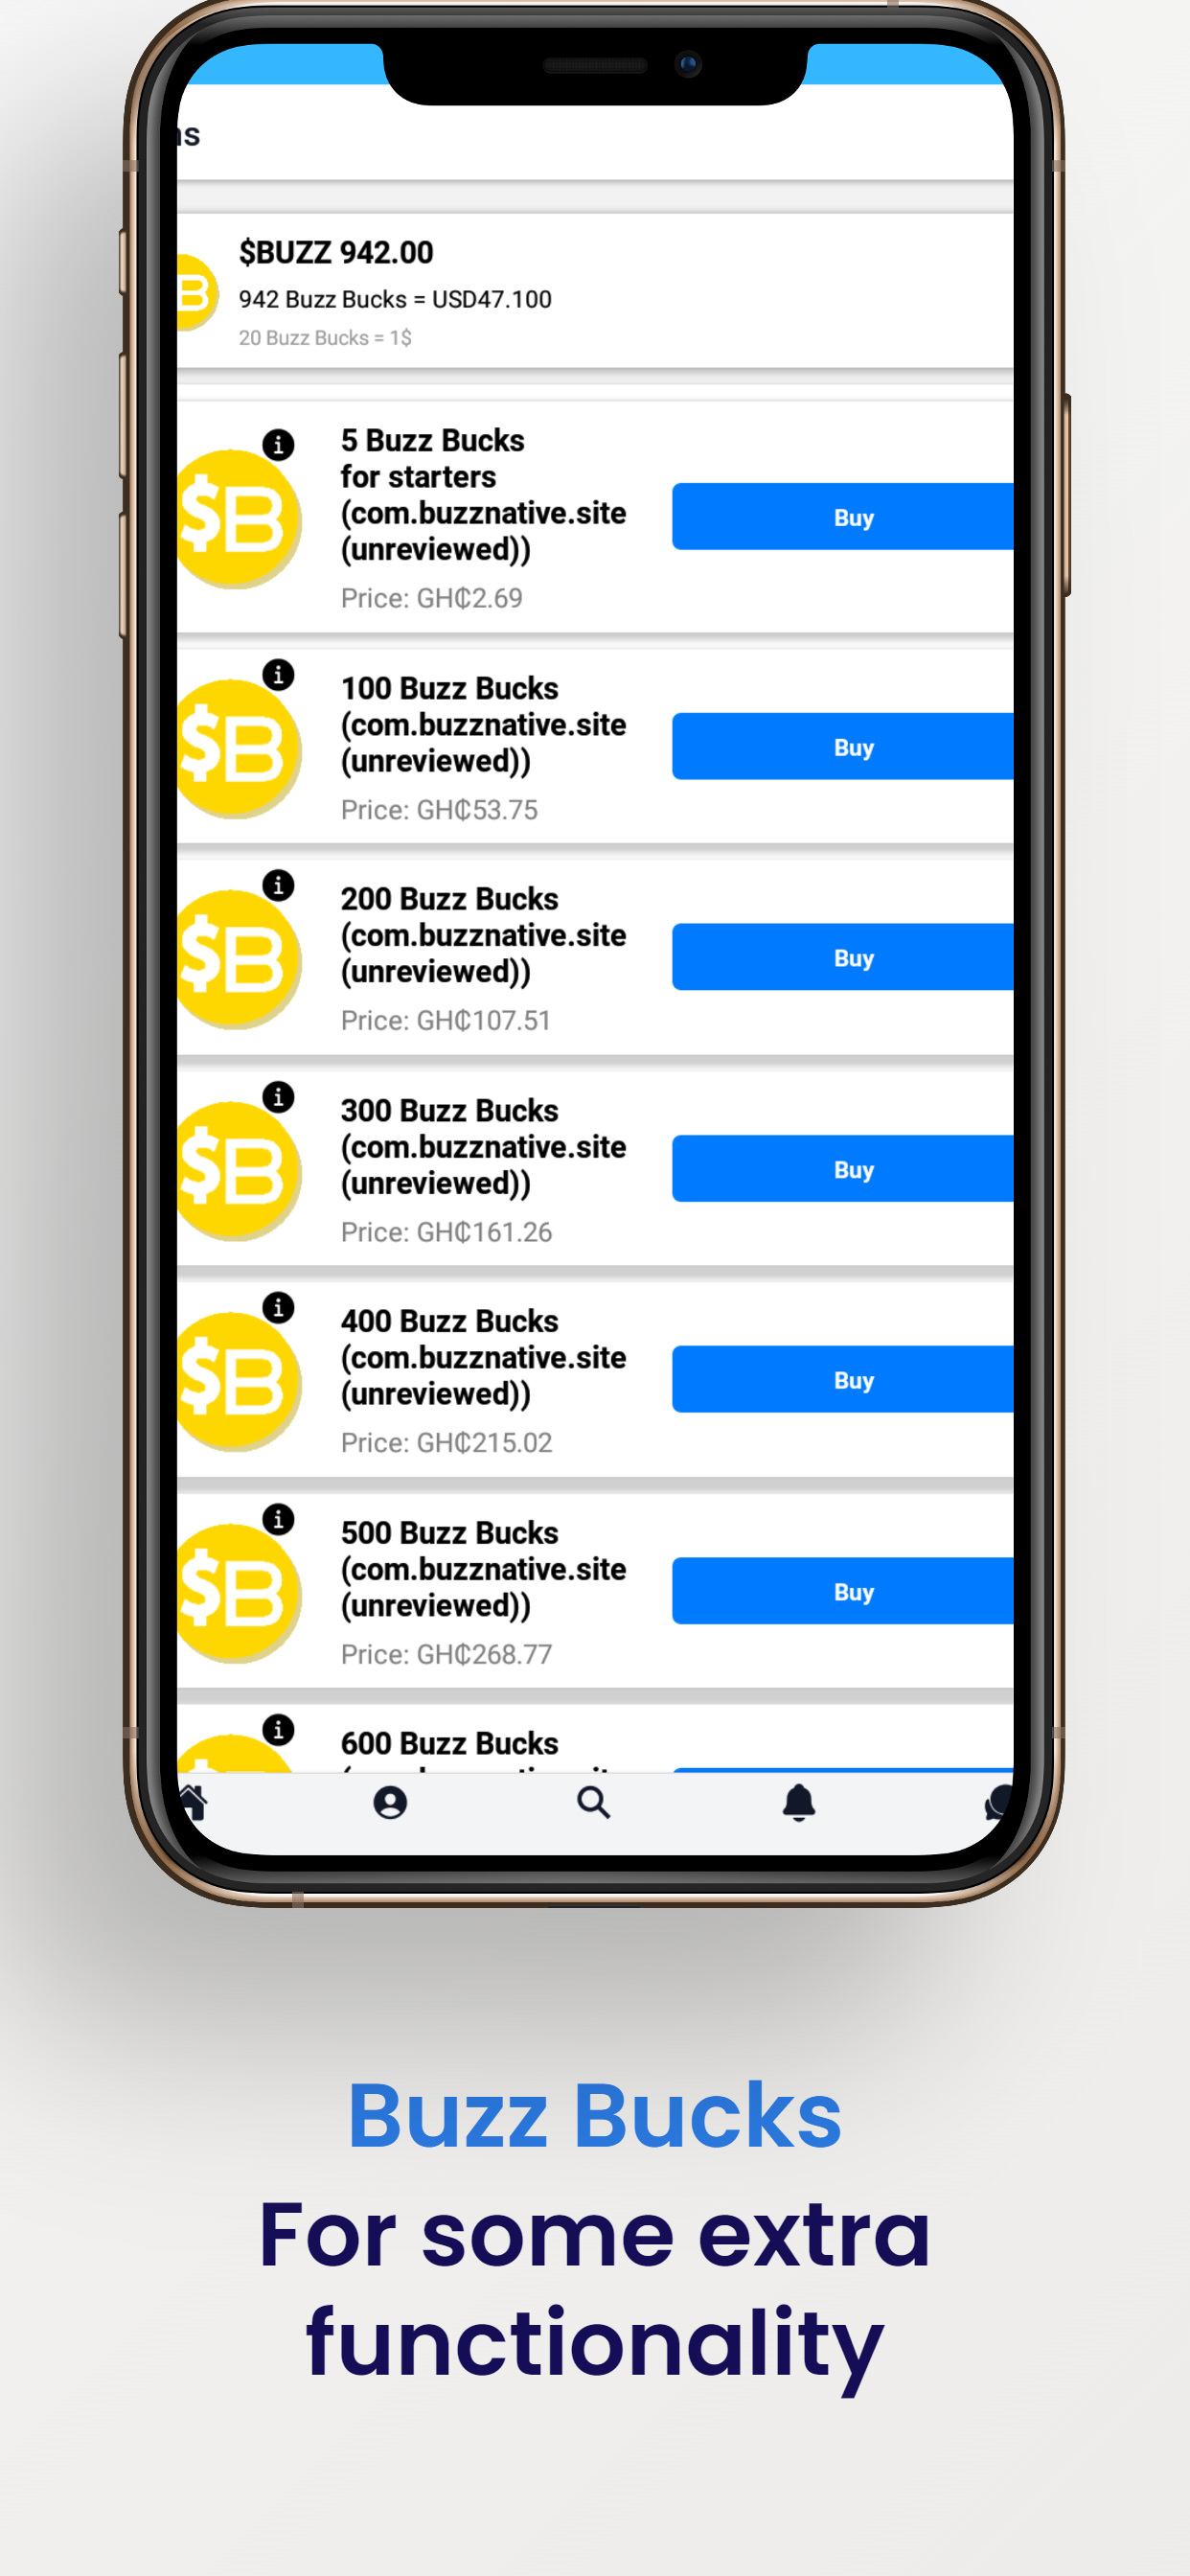 ns
$BUZZ 942.00
942 Buzz Bucks = USD47.100
20 Buzz Bucks = 1$
B
5 Buzz Bucks
for starters
(com.buzznative.site
(unreviewed))
Price: GH₵2.69
$B
i
Buy
100 Buzz Bucks
(com.buzznative.site
(unreviewed))
Price: GH₵53.75
$B
i
Buy
200 Buzz Bucks
(com.buzznative.site
(unreviewed))
Price: GH₵107.51
$B
i
Buy
300 Buzz Bucks
(com.buzznative.site
(unreviewed))
Price: GH₵161.26
$B
i
Buy
400 Buzz Bucks
(com.buzznative.site
(unreviewed))
Price: GH₵215.02
$B
i
Buy
500 Buzz Bucks
(com.buzznative.site
(unreviewed))
Price: GH₵268.77
$B
i
Buy
600 Buzz Bucks
i
Buzz Bucks
For some extra
functionality